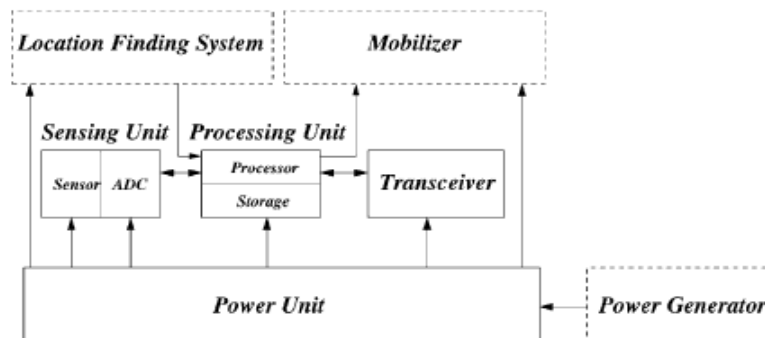 Location Finding System
Mobilizer
Sensing Unit
Processing Unit
Sensor
ADC
Processor
Storage
Transceiver
Power Unit
Power Generator